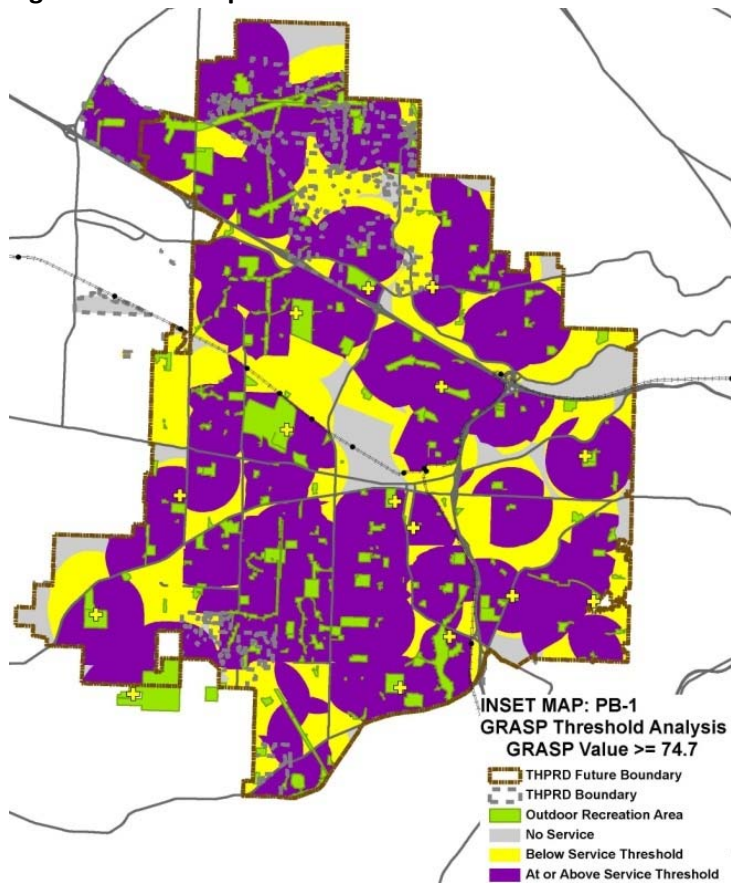 INSET MAP: PB-1
GRASP Threshold Analysis
GRASP Value >= 74.7
THPRD Future Boundary
THPRD Boundary
Outdoor Recreation Area
No Service
Below Service Threshold
At or Above Service Threshold